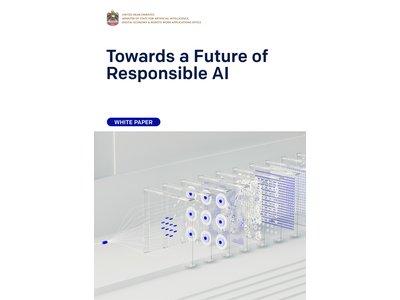 UNITED ARAB EMIRATES
MINISTER OF STATE FOR ARTIFICIAL INTELLIGENCE,
DIGITAL ECONOMY & REMOTE WORK APPLICATIONS OFFICE
Towards a Future of
Responsible AI
WHITE PAPER